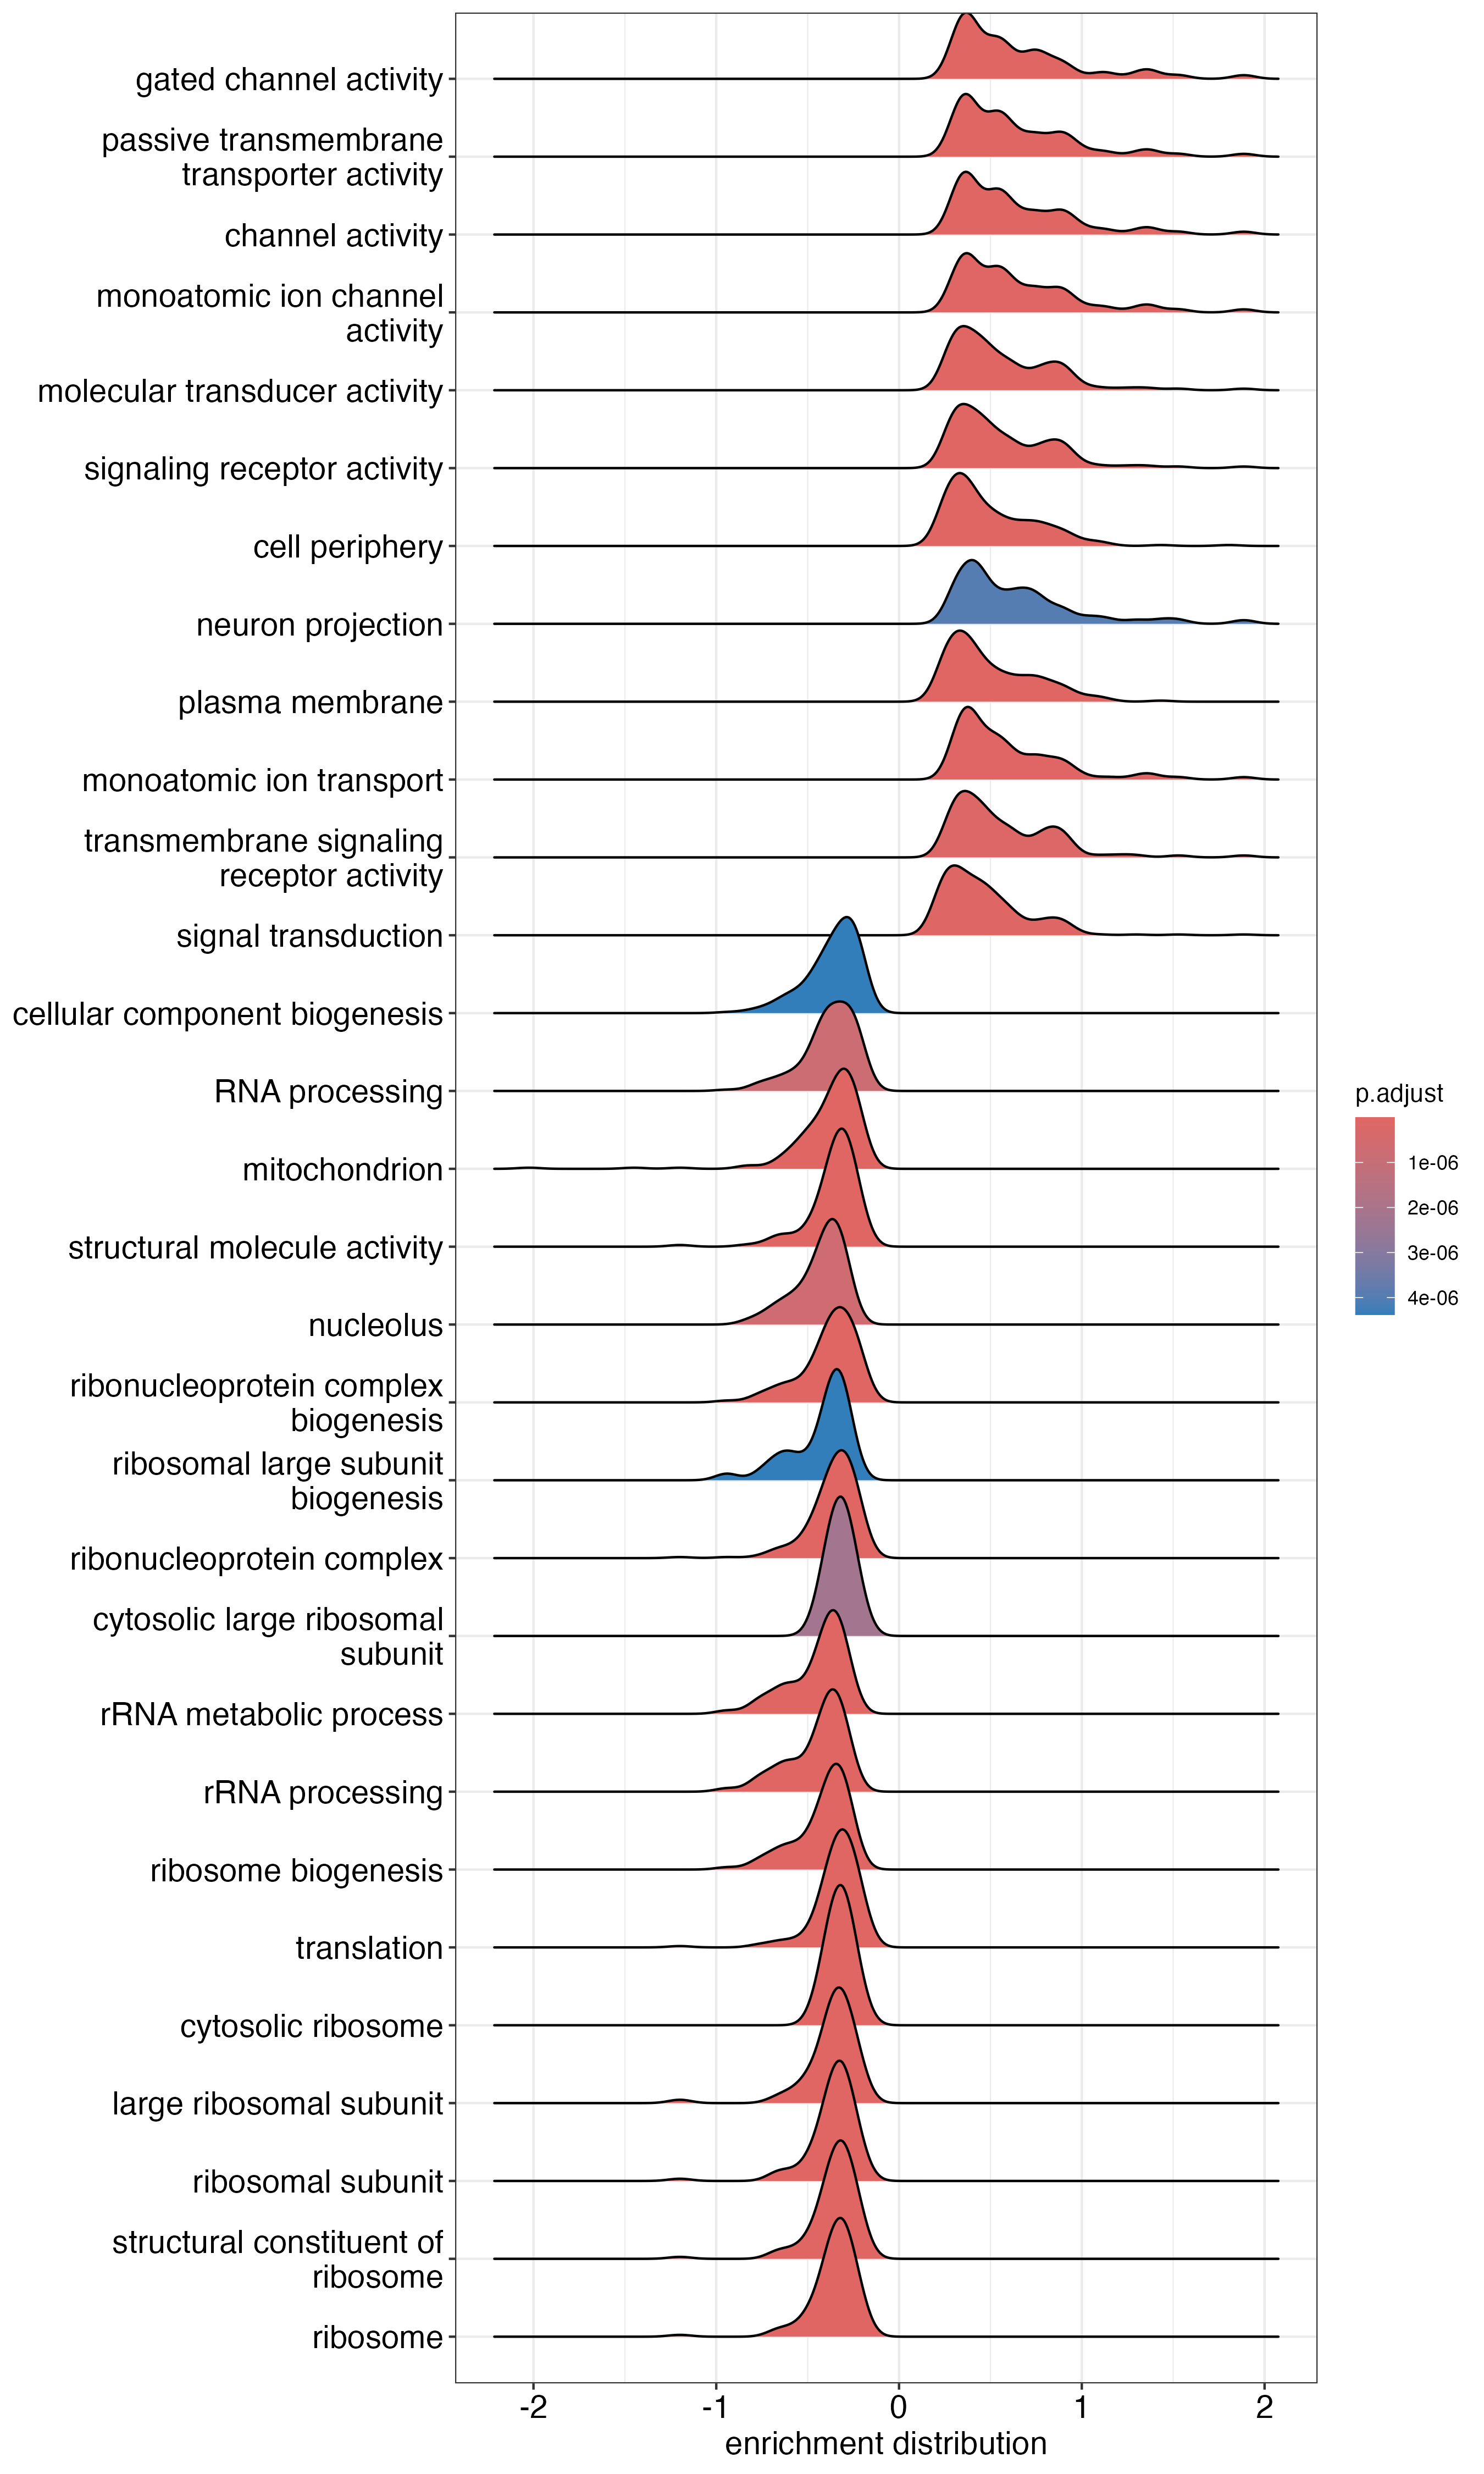 gated channel activity
passive transmembrane
transporter activity
channel activity
monoatomic ion channel
activity
molecular transducer activity
signaling receptor activity
cell periphery
neuron projection
plasma membrane
monoatomic ion transport
transmembrane signaling
receptor activity
signal transduction
cellular component biogenesis
RNA processing
mitochondrion
structural molecule activity
nucleolus
ribonucleoprotein complex
biogenesis
ribosomal large subunit
biogenesis
ribonucleoprotein complex
cytosolic large ribosomal
subunit
rRNA metabolic process
rRNA processing
ribosome biogenesis
translation
cytosolic ribosome
large ribosomal subunit
ribosomal subunit
structural constituent of
ribosome
ribosome
-2 -1 0 1 2
enrichment distribution
p.adjust
1e-06
2e-06
3e-06
4e-06